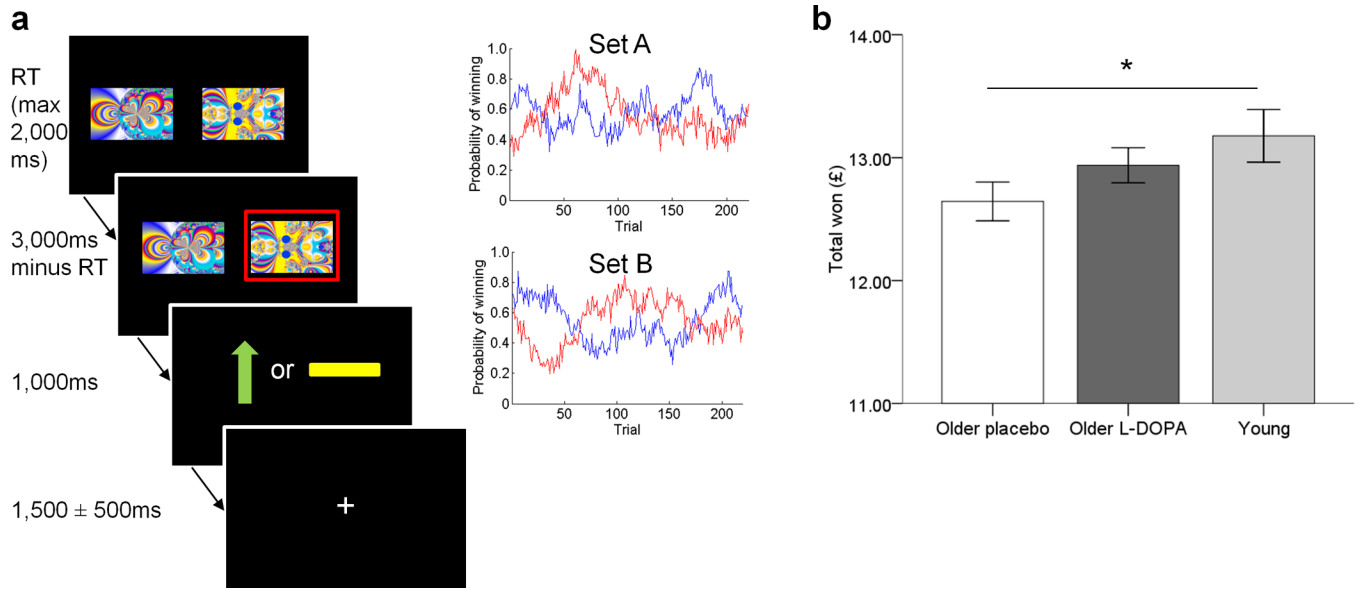 a
RT
(max
2,000
ms)
3,000ms
minus RT
1,000ms
or
1,500 ± 500ms
+
Set A
Probability of winning
1.0
0.8
0.6
0.4
0.2
0
50
100
150
200
Trial
Set B
Probability of winning
1.0
0.8
0.6
0.4
0.2
0
50
100
150
200
Trial
b
*
Total won (£)
14.00
13.00
12.00
11.00
Older placebo
Older L-DOPA
Young